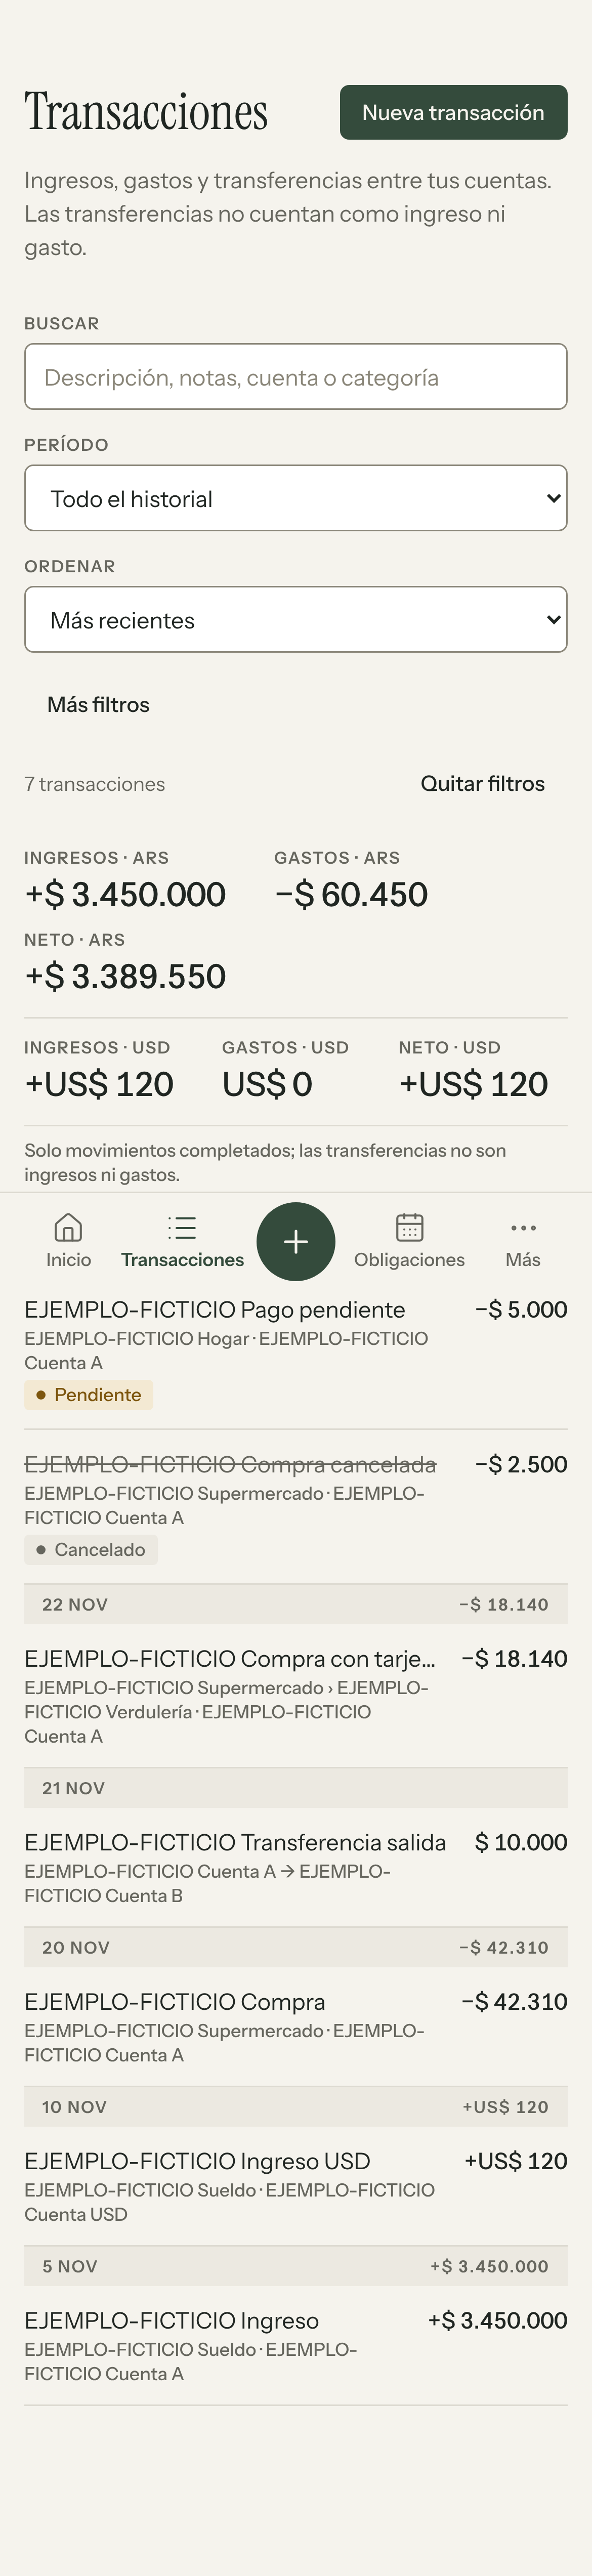 Transacciones
Nueva transacción
Ingresos, gastos y transferencias entre tus cuentas.
Las transferencias no cuentan como ingreso ni
gasto.
BUSCAR
Descripción, notas, cuenta o categoría
PERÍODO
Todo el historial
ORDENAR
Más recientes
Más filtros
7 transacciones
Quitar filtros
INGRESOS · ARS
GASTOS · ARS
+$ 3.450.000
−$ 60.450
NETO · ARS
+$ 3.389.550
INGRESOS · USD
GASTOS · USD
NETO · USD
+US$ 120
US$ 0
+US$ 120
Solo movimientos completados; las transferencias no son
ingresos ni gastos.
Inicio
Transacciones
Obligaciones
Más
EJEMPLO-FICTICIO Pago pendiente
−$ 5.000
EJEMPLO-FICTICIO Hogar · EJEMPLO-FICTICIO
Cuenta A
Pendiente
EJEMPLO-FICTICIO Compra cancelada
−$ 2.500
EJEMPLO-FICTICIO Supermercado · EJEMPLO-
FICTICIO Cuenta A
Cancelado
22 NOV
−$ 18.140
EJEMPLO-FICTICIO Compra con tarje...
−$ 18.140
EJEMPLO-FICTICIO Supermercado › EJEMPLO-
FICTICIO Verdulería · EJEMPLO-FICTICIO
Cuenta A
21 NOV
EJEMPLO-FICTICIO Transferencia salida
$ 10.000
EJEMPLO-FICTICIO Cuenta A → EJEMPLO-
FICTICIO Cuenta B
20 NOV
−$ 42.310
EJEMPLO-FICTICIO Compra
−$ 42.310
EJEMPLO-FICTICIO Supermercado · EJEMPLO-
FICTICIO Cuenta A
10 NOV
+US$ 120
EJEMPLO-FICTICIO Ingreso USD
+US$ 120
EJEMPLO-FICTICIO Sueldo · EJEMPLO-FICTICIO
Cuenta USD
5 NOV
+$ 3.450.000
EJEMPLO-FICTICIO Ingreso
+$ 3.450.000
EJEMPLO-FICTICIO Sueldo · EJEMPLO-
FICTICIO Cuenta A